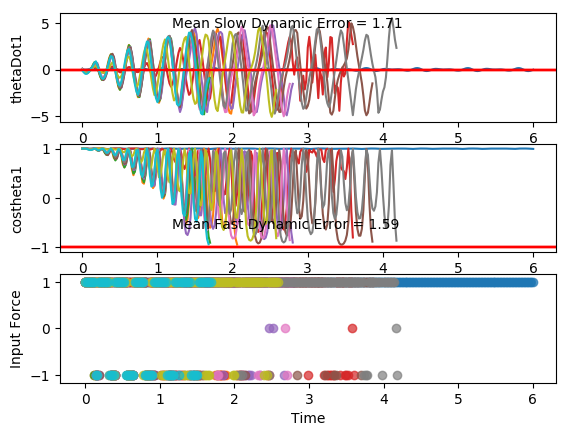 Mean Slow Dynamic Error = 1.71
5
0
−5
thetaDot1
0 1 2 3 4 5 6
1
0
−1
costheta1
Mean Fast Dynamic Error = 1.59
0 1 2 3 4 5 6
1
0
−1
Input Force
0 1 2 3 4 5 6
Time